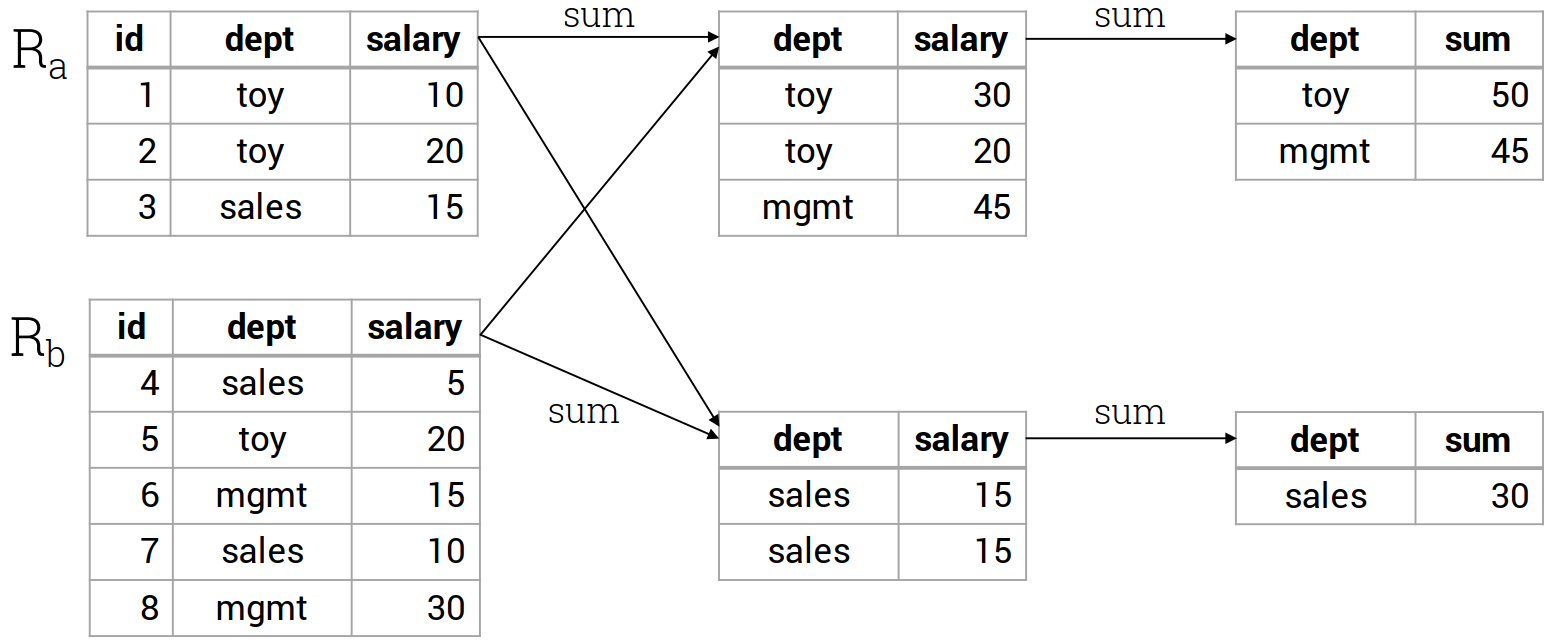 sum sum
R_a
id dept salary
1 toy 10
2 toy 20
3 sales 15
dept salary
toy 30
toy 20
mgmt 45
dept sum
toy 50
mgmt 45
R_b
id dept salary
4 sales 5
5 toy 20
6 mgmt 15
7 sales 10
8 mgmt 30
sum sum
dept salary
sales 15
sales 15
dept sum
sales 30